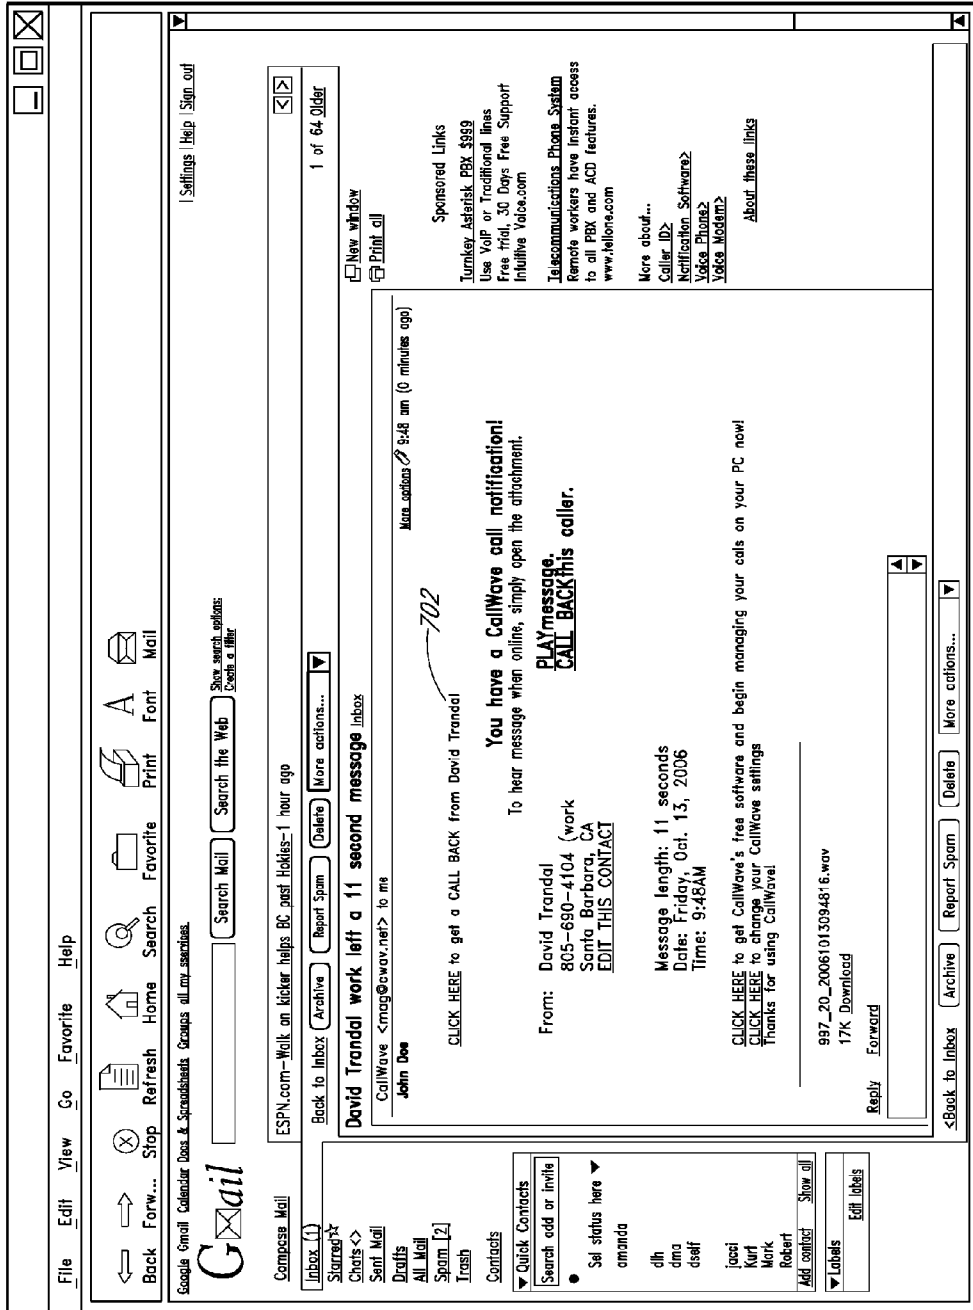 File Edit View Go Favorite Help
Back Forw... Stop Refresh Home Search Favorite Print Font Mail
Google Gmail Calendar Docs & Spreadsheets Groups all my sservices
| Settings | Help | Sign out
GMail
Search Mail Search the Web
Show search options:
Create a filter
Compose Mail
Inbox (1)
Starred
Chats <>
Sent Mail
Drafts
All Mail
Spam [2]
Trash
Contacts
Quick Contacts
Search add or invite
Sel status here
amanda
dlh
dma
dself
jacci
Kurt
Mark
Robert
Add contact Show all
Labels
Edit labels
ESPN.com-Walk on kicker helps BC past Hokies-1 hour ago
< >
Back to Inbox Archive Report Spam Delete More actions...
1 of 64 Older
David Trandal work left a 11 second message Inbox
New window
Print all
CallWave <mag@cwav.net> to me
John Doe
More options 9:48 am (0 minutes ago)
CLICK HERE to get a CALL BACK from David Trandal
702
You have a CallWave call notification!
To hear message when online, simply open the attachment.
From: David Trandal
805-690-4104 (work
Santa Barbara, CA
EDIT THIS CONTACT
PLAYmessage.
CALL BACKthis caller.
Message length: 11 seconds
Date: Friday, Oct. 13, 2006
Time: 9:48AM
CLICK HERE to get CallWave's free software and begin managing your cals on your PC now!
CLICK HERE to change your CallWave settings
Thanks for using CallWave!
997_20_20061013094816.wav
17K Download
Reply Forward
<Back to Inbox Archive Report Spam Delete More actions...
Sponsored Links
Turnkey Asterisk PBX $999
Use VoIP or Traditional lines
Free trial, 30 Days Free Support
Intuitive Voice.com
Telecommunications Phone System
Remote workers have instant access
to all PBX and ACD features.
www.tellone.com
More about...
Caller ID>
Notification Software>
Voice Phone>
Voice Modem>
About these links